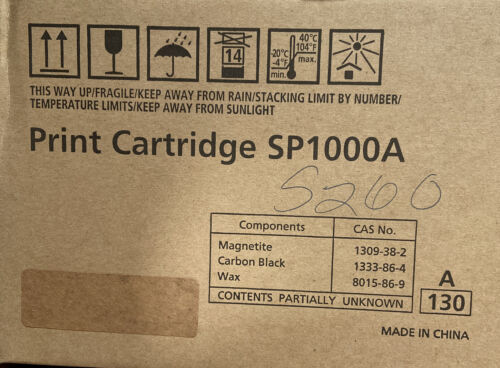 14
40°C
104°F
max.
-20°C
-4°F
min.
THIS WAY UP/FRAGILE/KEEP AWAY FROM RAIN/STACKING LIMIT BY NUMBER/
TEMPERATURE LIMITS/KEEP AWAY FROM SUNLIGHT
Print Cartridge SP1000A
S260
Components CAS No.
Magnetite 1309-38-2
Carbon Black 1333-86-4
Wax 8015-86-9
CONTENTS PARTIALLY UNKNOWN
A
130
MADE IN CHINA